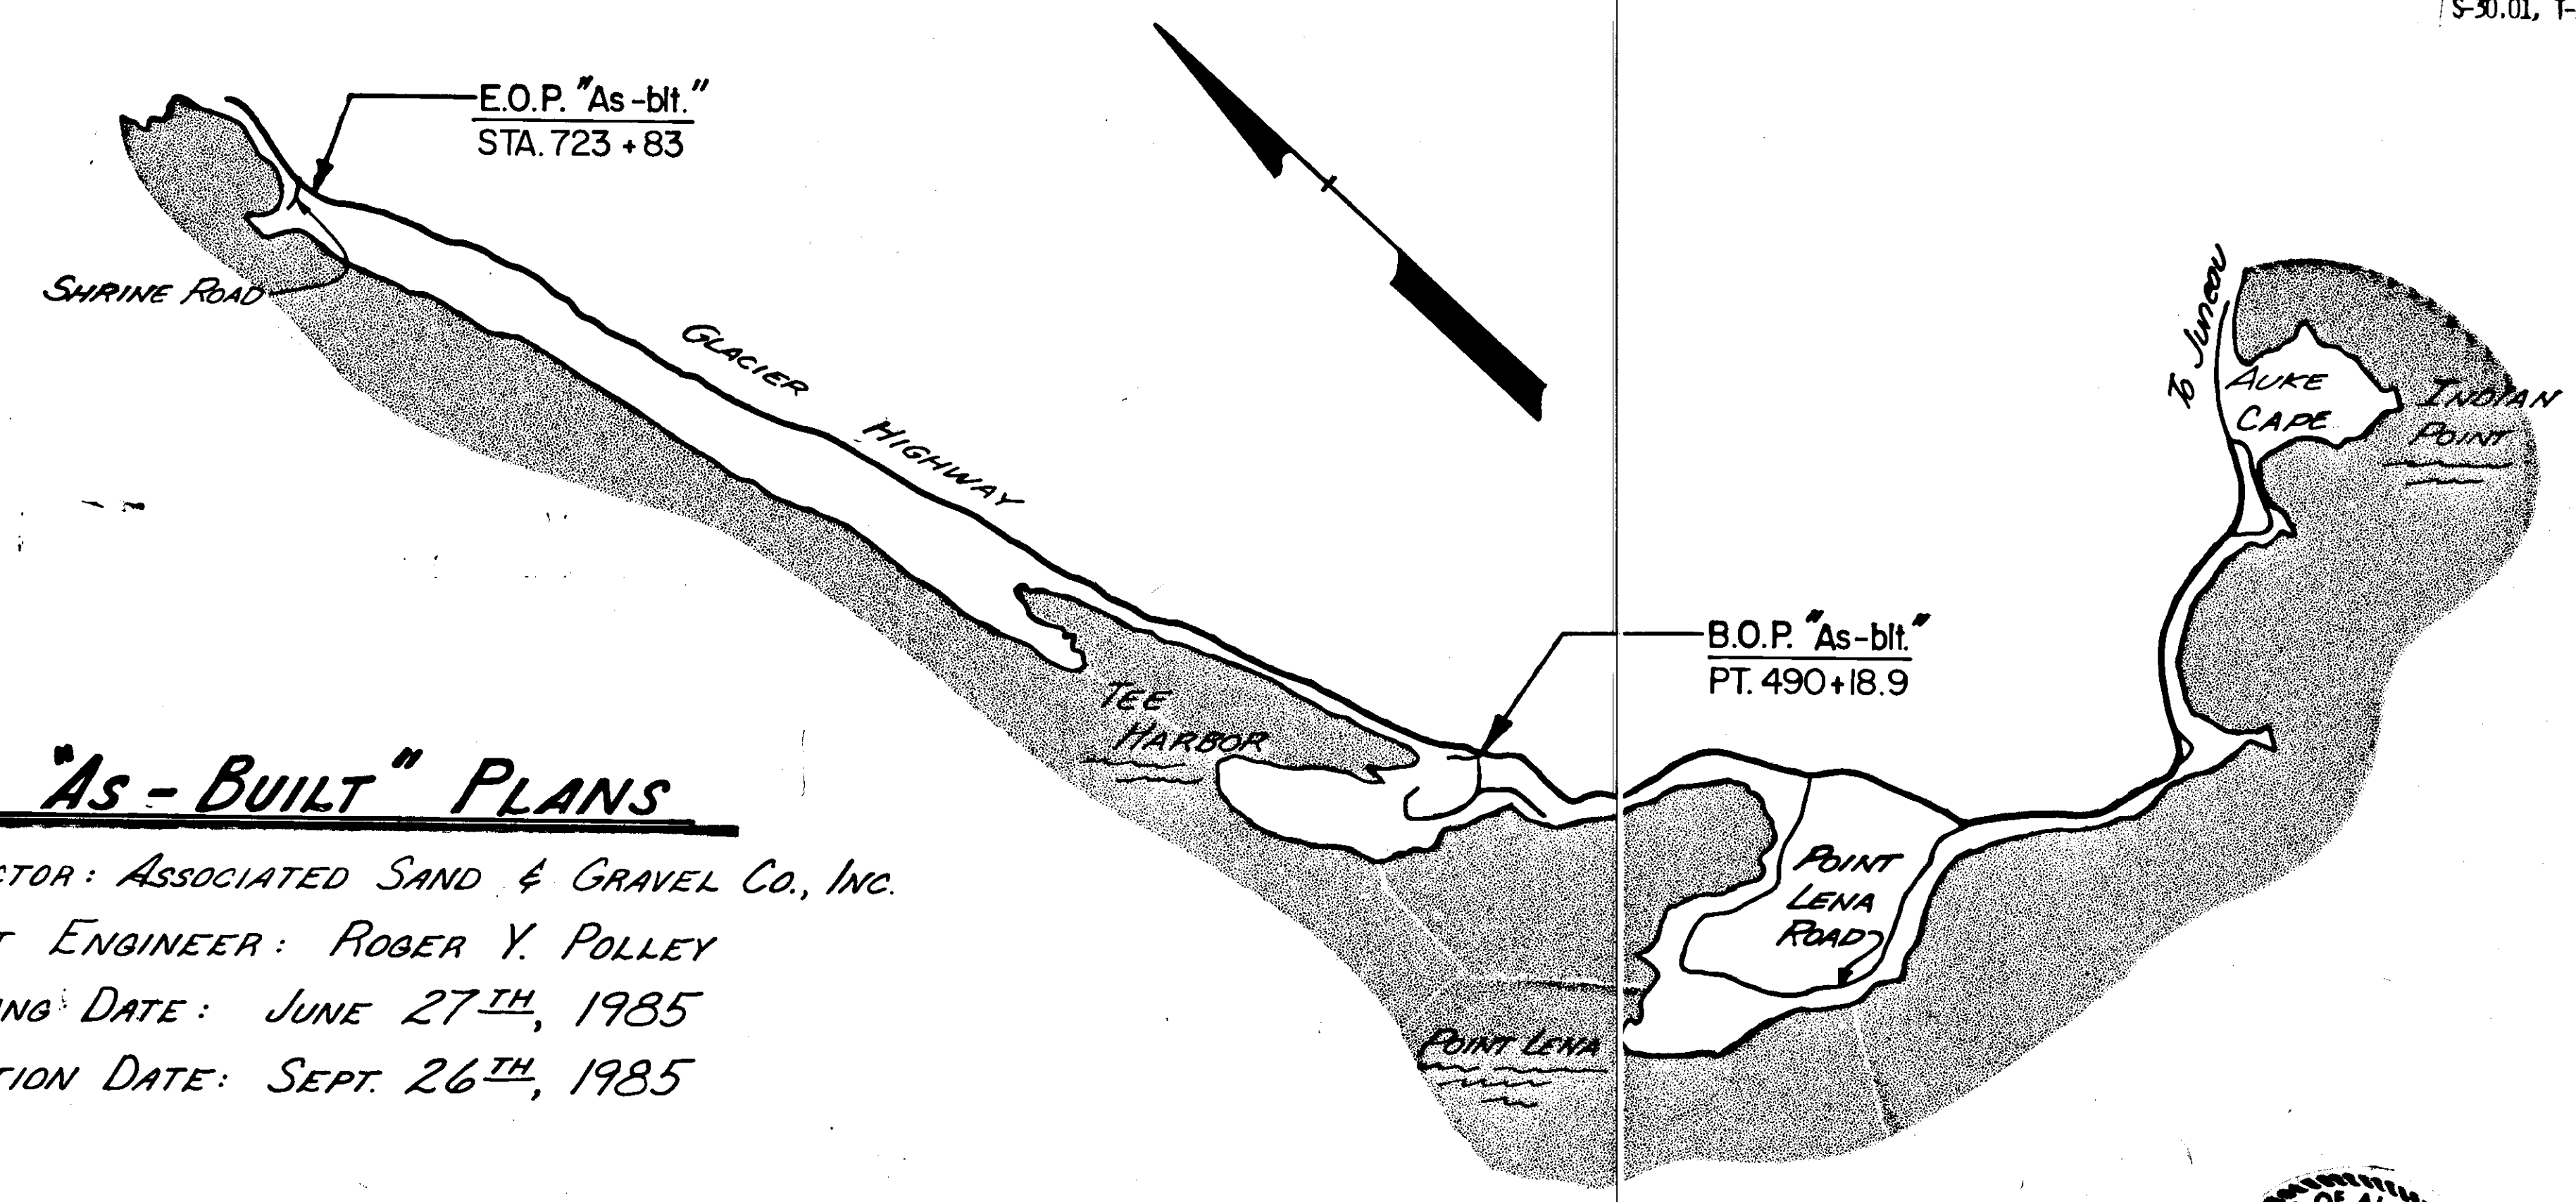 S-30.01, T-
E.O.P. "As-blt."
STA. 723 + 83
SHRINE ROAD
GLACIER
HIGHWAY
To Juneau
AUKE
CAPE
INDIAN
POINT
B.O.P. "As-blt."
PT. 490+18.9
TEE
HARBOR
POINT
LENA
ROAD
POINT LENA
"AS-BUILT" PLANS
CTOR: ASSOCIATED SAND & GRAVEL CO., INC.
T ENGINEER: ROGER Y. POLLEY
NG DATE: JUNE 27TH, 1985
TION DATE: SEPT. 26TH, 1985
OF AL